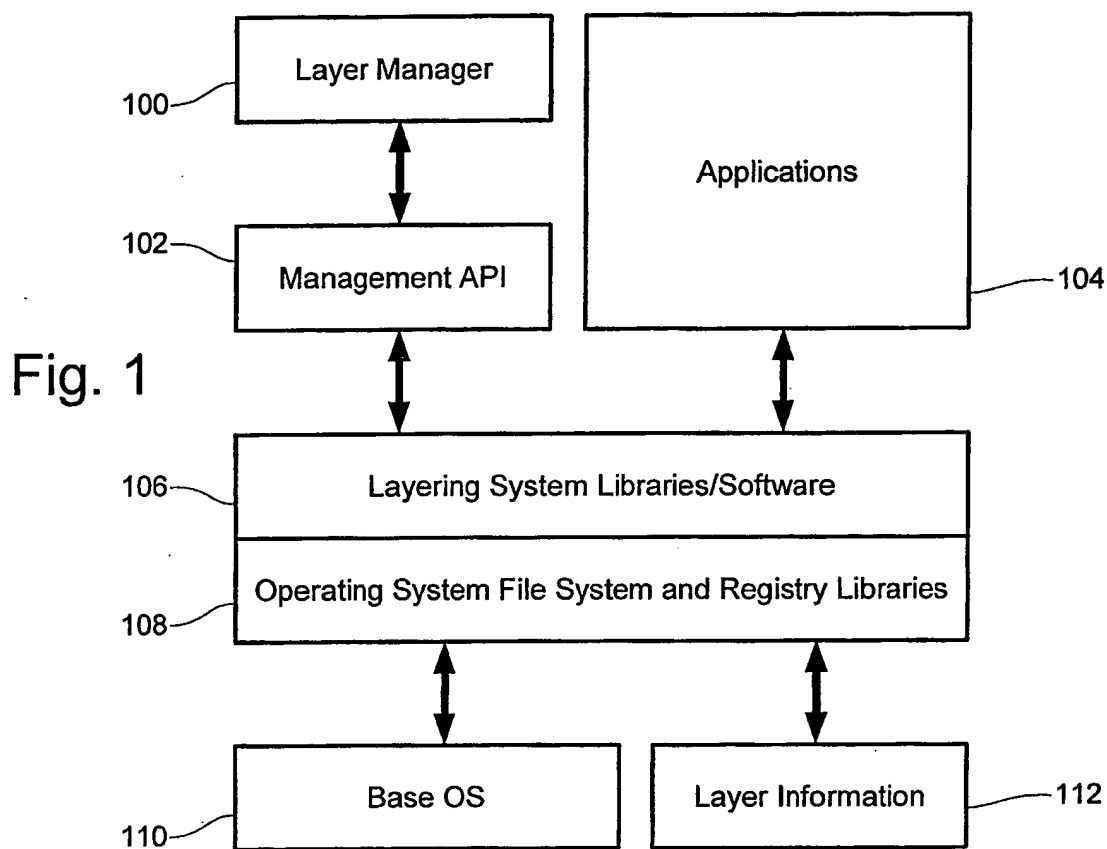 Layer Manager
100
Applications
102
Management API
104
Fig. 1
106
Layering System Libraries/Software
Operating System File System and Registry Libraries
108
Base OS
Layer Information
112
110